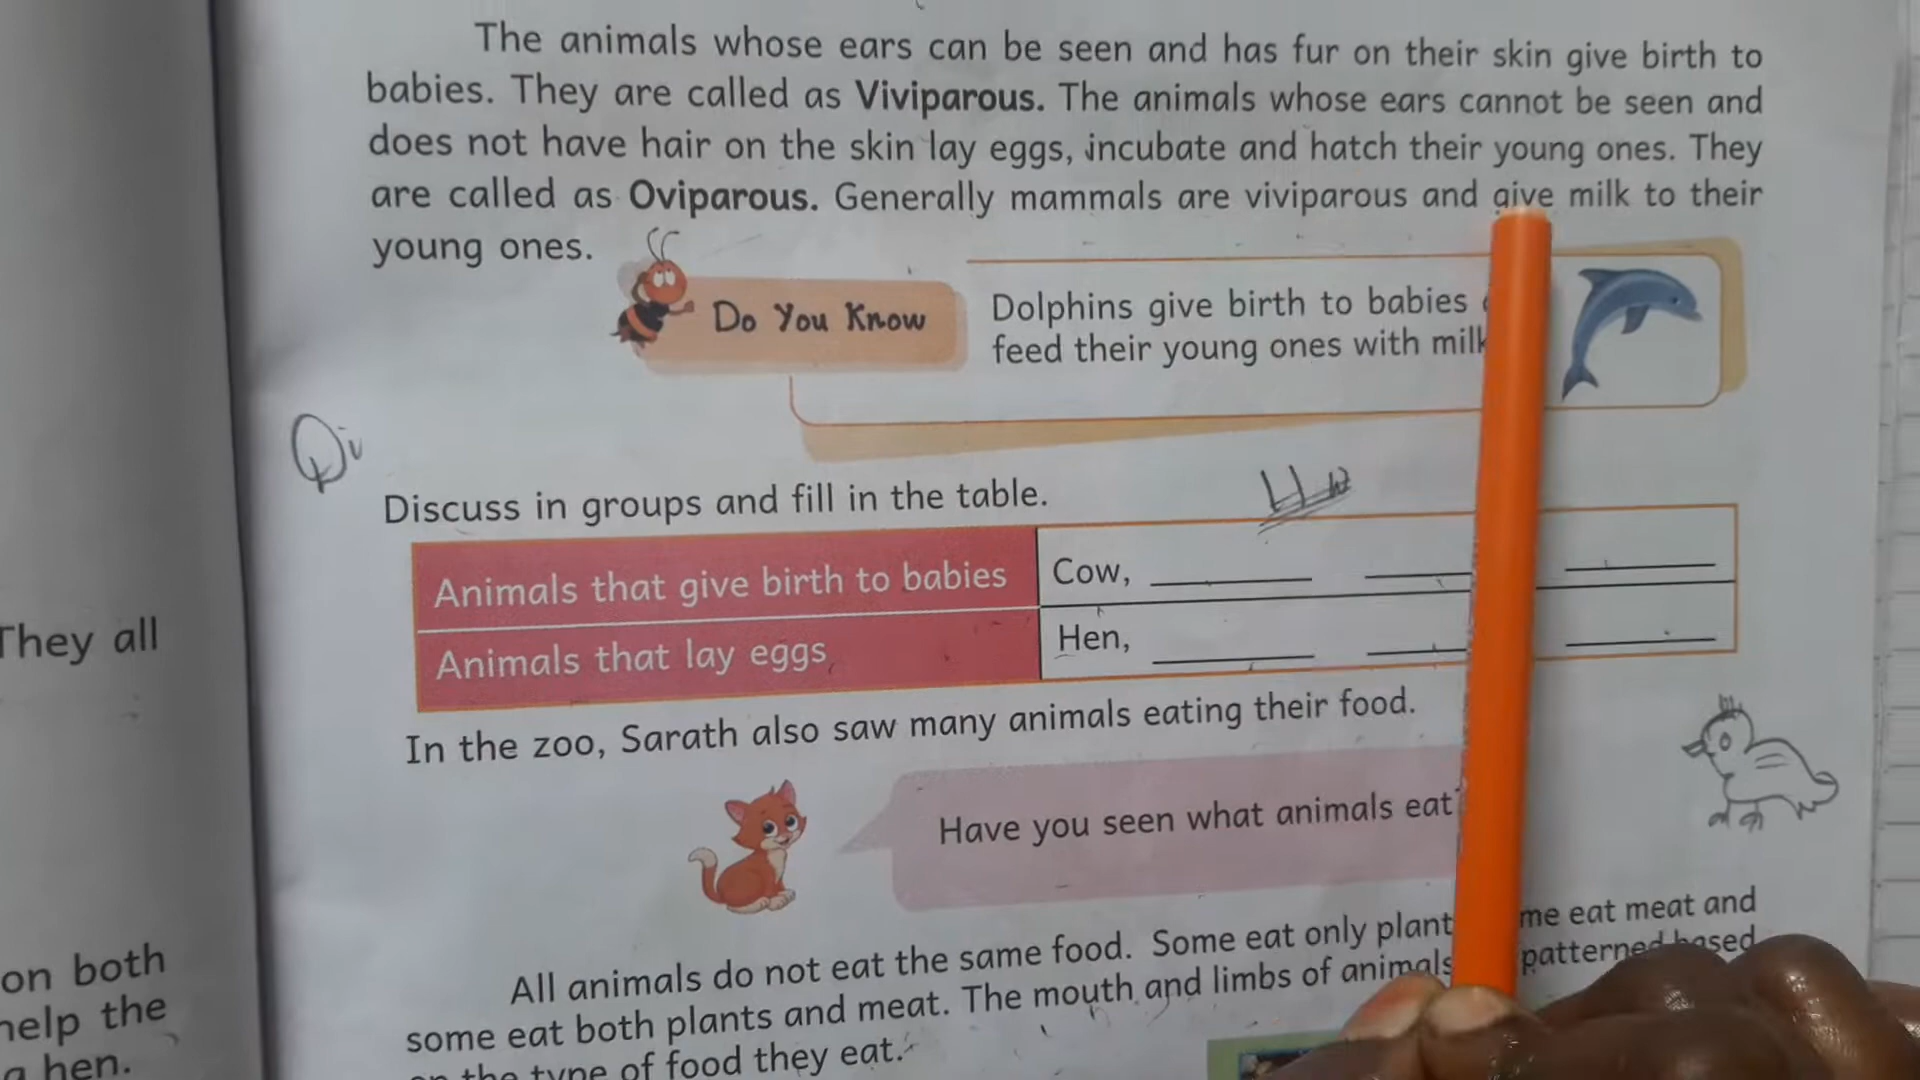 The animals whose ears can be seen and has fur on their skin give birth to
babies. They are called as Viviparous. The animals whose ears cannot be seen and
does not have hair on the skin lay eggs, incubate and hatch their young ones. They
are called as Oviparous. Generally mammals are viviparous and give milk to their
young ones.
Do You Know
Dolphins give birth to babies
feed their young ones with milk
Discuss in groups and fill in the table.
Animals that give birth to babies
Cow,
Animals that lay eggs
Hen,
In the zoo, Sarath also saw many animals eating their food.
Have you seen what animals eat
All animals do not eat the same food. Some eat only plant me eat meat and
some eat both plants and meat. The mouth and limbs of animals patterned based
on the type of food they eat.
They all
on both
help the
a hen.